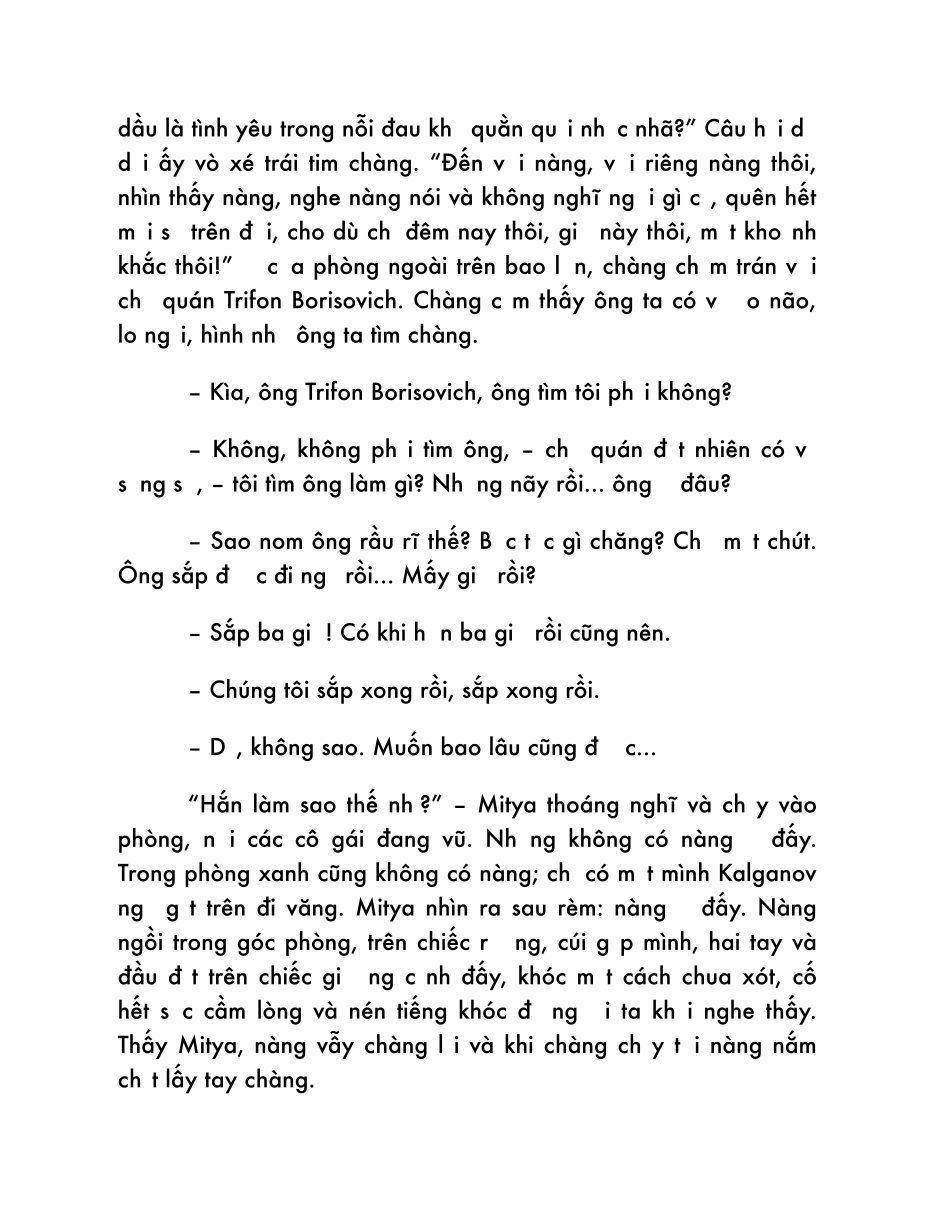 dầu là tình yêu trong nỗi đau kh quằn qu i nh c nhã?” Câu h i d
d i ấy vò xé trái tim chàng. “Đến v i nàng, v i riêng nàng thôi,
nhìn thấy nàng, nghe nàng nói và không nghĩ ng i gì c , quên hết
m i s trên đ i, cho dù ch đêm nay thôi, gi này thôi, m t kho nh
khắc thôi!” c a phòng ngoài trên bao l n, chàng ch m trán v i
ch quán Trifon Borisovich. Chàng c m thấy ông ta có v o não,
lo ng i, hình nh ông ta tìm chàng.
– Kìa, ông Trifon Borisovich, ông tìm tôi ph i không?
– Không, không ph i tìm ông, – ch quán đ t nhiên có v
s ng s , – tôi tìm ông làm gì? Nh ng nãy rồi... ông đâu?
– Sao nom ông rầu rĩ thế? B c t c gì chăng? Ch m t chút.
Ông sắp đ c đi ng rồi... Mấy gi rồi?
– Sắp ba gi ! Có khi h n ba gi rồi cũng nên.
– Chúng tôi sắp xong rồi, sắp xong rồi.
– D , không sao. Muốn bao lâu cũng đ c...
“Hắn làm sao thế nh ?” – Mitya thoáng nghĩ và ch y vào
phòng, n i các cô gái đang vũ. Nh ng không có nàng đấy.
Trong phòng xanh cũng không có nàng; ch có m t mình Kalganov
ng g t trên đi văng. Mitya nhìn ra sau rèm: nàng đấy. Nàng
ngồi trong góc phòng, trên chiếc r ng, cúi g p mình, hai tay và
đầu đ t trên chiếc gi ng c nh đấy, khóc m t cách chua xót, cố
hết s c cầm lòng và nén tiếng khóc đ ng i ta kh i nghe thấy.
Thấy Mitya, nàng vẫy chàng l i và khi chàng ch y t i nàng nắm
ch t lấy tay chàng.